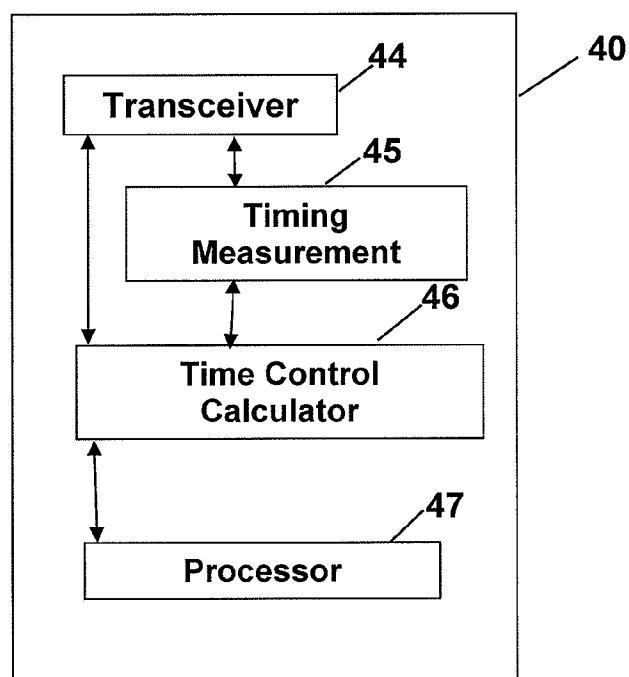 44
40
Transceiver
45
Timing
Measurement
46
Time Control
Calculator
47
Processor